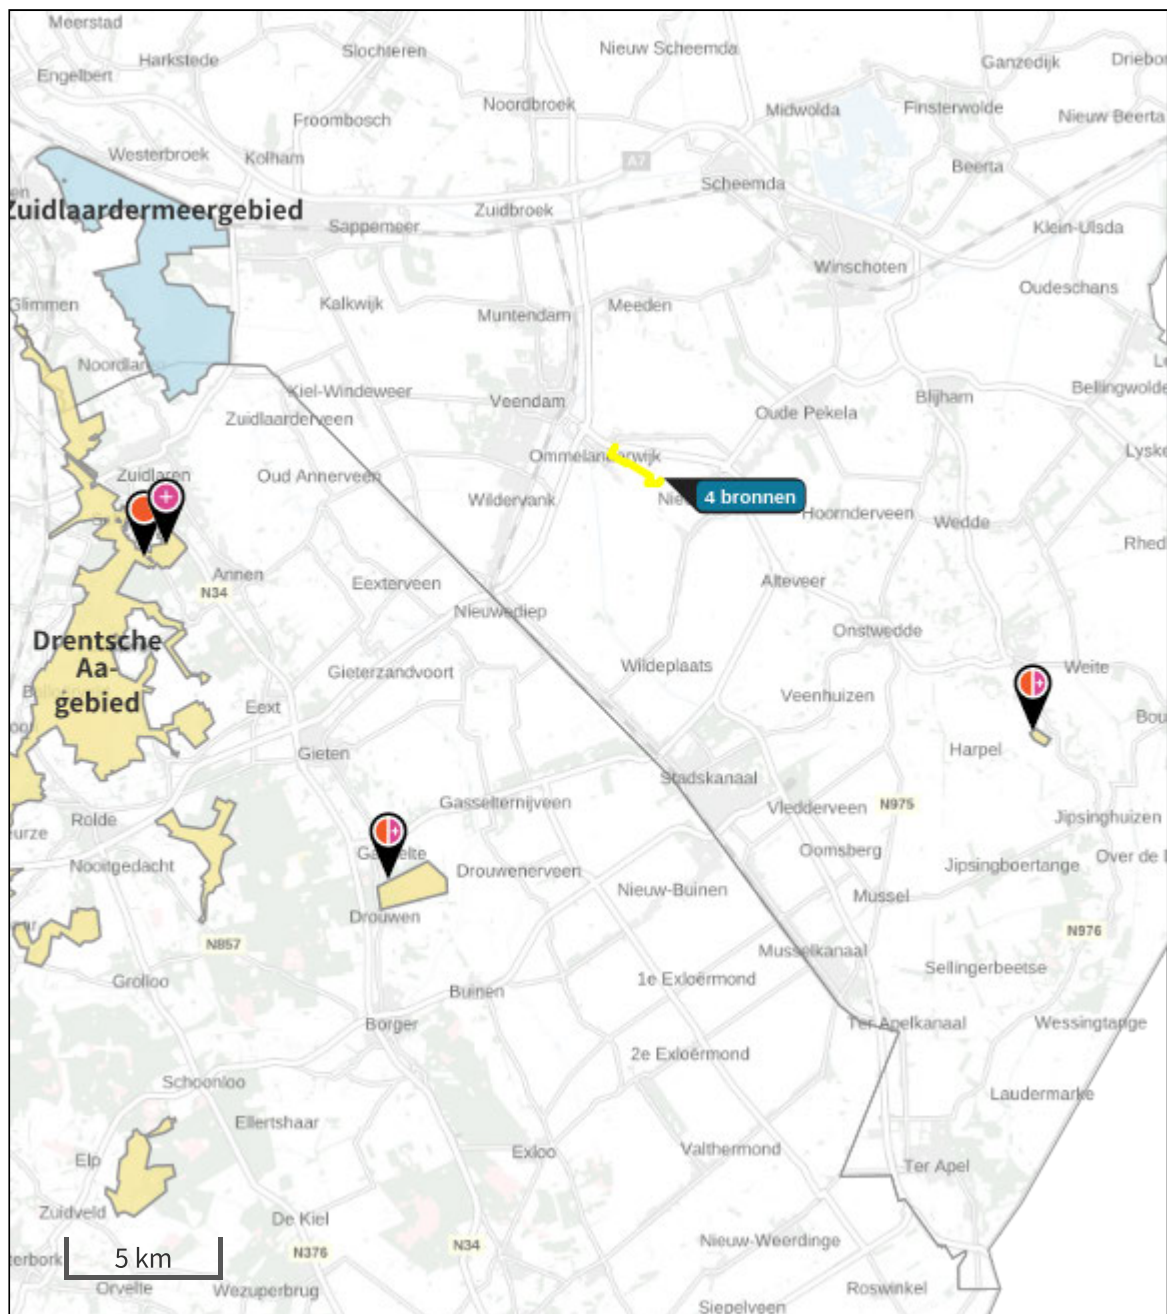 Meerstad
Harkstede
Slochteren
Nieuw Scheemda
Ganzedijk
Engelbert
Froombosch
Noordbroek
Midwolda
Finsterwolde
Nieuw Beerta
Westerbroek
Kolham
A7
Beerta
Scheemda
Zuidlaardermeergebied
Sappemeer
Zuidbroek
Klein-Ulsda
Winschoten
Glimmen
Kalkwijk
Muntendam
Meeden
Oudeschans
Kiel-Windeweer
Veendam
Oude Pekela
Blijham
Bellingwolde
Zuidlaarderveen
Ommelanderwijk
Zuidlaren
Oud Annerveen
Wildervank
4 bronnen
Hoornderveen
Wedde
Annen
N34
Eexterveen
Alteveer
Nieuwediep
Onstwedde
Drentsche
Aa-
gebied
Gieterzandvoort
Wildeplaats
Weite
Veenhuizen
Eext
Gieten
Harpel
Stadskanaal
Gasselternijveen
Vledderveen
N975
Jipsinghuizen
Rolde
Nooitgedacht
Drouwenerveen
Oomsberg
Jipsingboertange
Nieuw-Buinen
Mussel
Drouwen
N857
N976
Musselkanaal
Grolloo
Buinen
1e Exloërmond
Sellingerbeetse
Borger
Ter Apelkanaal
Wessingtange
2e Exloërmond
Schoonloo
Laudermarke
Ellertshaar
Elp
Exloo
Valthermond
Ter Apel
Zuidveld
De Kiel
5 km
N376
N34
Nieuw-Weerdinge
Orvelte
Wezuperbrug
Roswinkel
Siepelveen